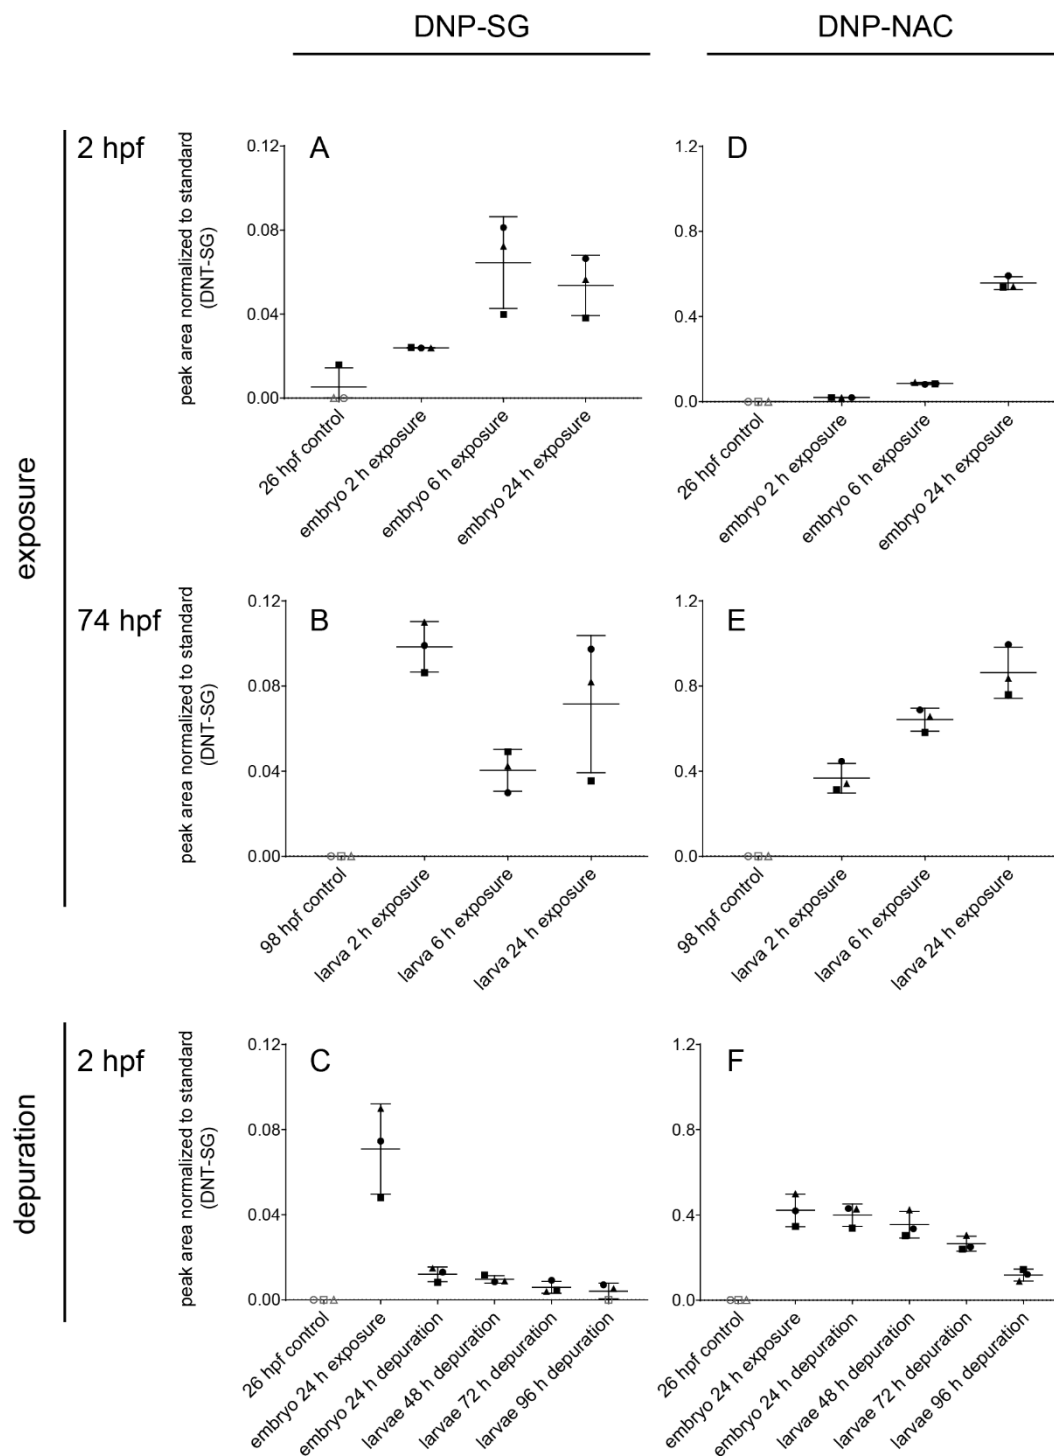 DNP-SG DNP-NAC
exposure
2 hpf
peak area normalized to standard
(DNT-SG)
A
0.12
0.08
0.04
0.00
26 hpf control
embryo 2 h exposure
embryo 6 h exposure
embryo 24 h exposure
D
1.2
0.8
0.4
0.0
26 hpf control
embryo 2 h exposure
embryo 6 h exposure
embryo 24 h exposure
74 hpf
peak area normalized to standard
(DNT-SG)
B
0.12
0.08
0.04
0.00
98 hpf control
larva 2 h exposure
larva 6 h exposure
larva 24 h exposure
E
1.2
0.8
0.4
0.0
98 hpf control
larva 2 h exposure
larva 6 h exposure
larva 24 h exposure
depuration
2 hpf
peak area normalized to standard
(DNT-SG)
C
0.12
0.08
0.04
0.00
26 hpf control
embryo 24 h exposure
embryo 24 h depuration
larvae 48 h depuration
larvae 72 h depuration
larvae 96 h depuration
F
1.2
0.8
0.4
0.0
26 hpf control
embryo 24 h exposure
embryo 24 h depuration
larvae 48 h depuration
larvae 72 h depuration
larvae 96 h depuration